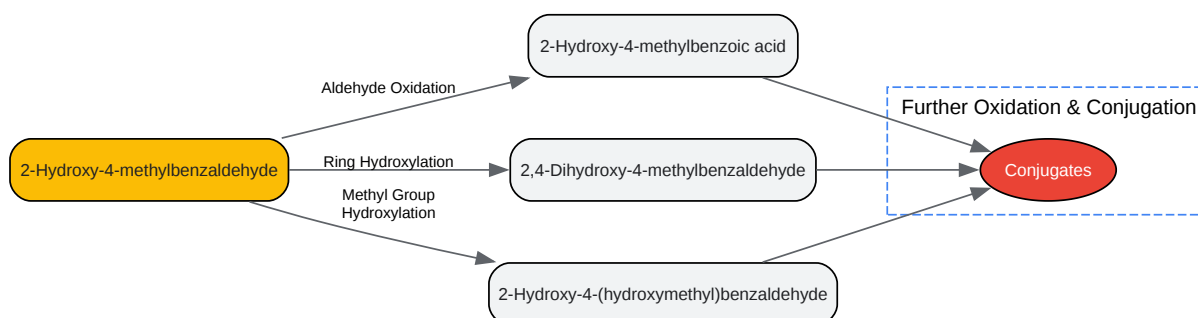 2-Hydroxy-4-methylbenzoic acid
Aldehyde Oxidation
Further Oxidation & Conjugation
2-Hydroxy-4-methylbenzaldehyde
Ring Hydroxylation
2,4-Dihydroxy-4-methylbenzaldehyde
Conjugates
Methyl Group
Hydroxylation
2-Hydroxy-4-(hydroxymethyl)benzaldehyde